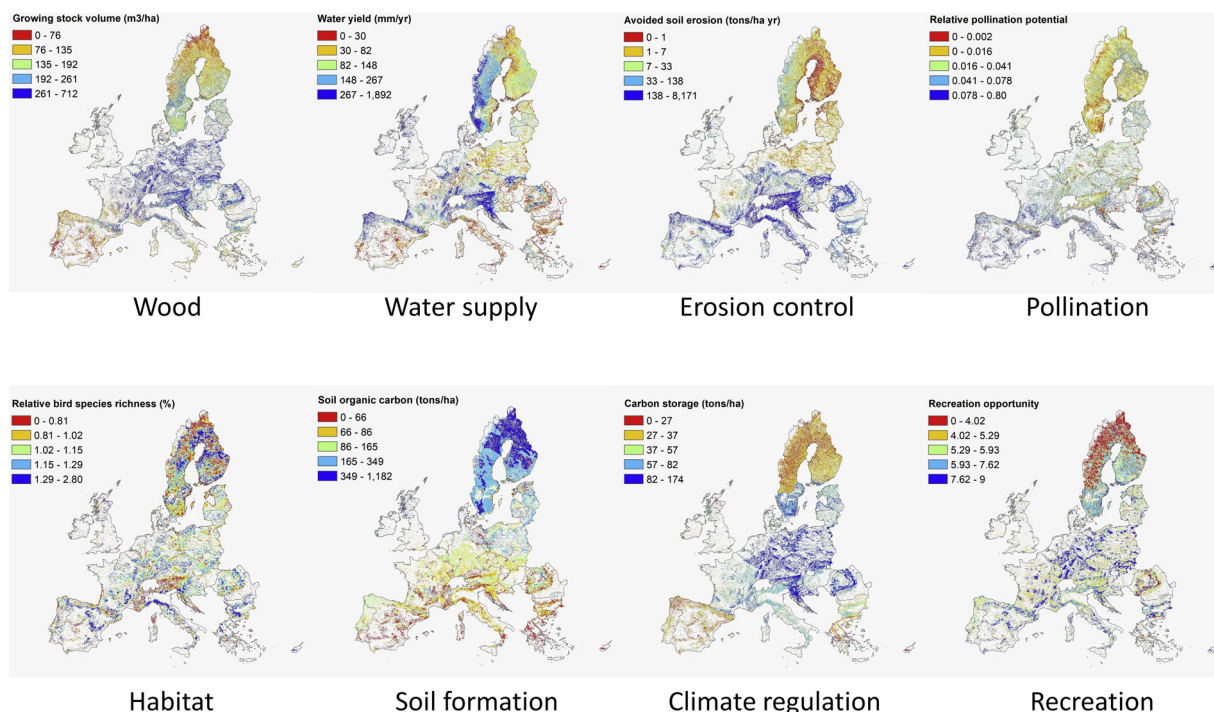 Growing stock volume (m3/ha)
0 - 76
76 - 135
135 - 192
192 - 261
261 - 712
Wood
Water yield (mm/yr)
0 - 30
30 - 82
82 - 148
148 - 267
267 - 1,892
Water supply
Avoided soil erosion (tons/ha yr)
0 - 1
1 - 7
7 - 33
33 - 138
138 - 8,171
Erosion control
Relative pollination potential
0 - 0.002
0 - 0.016
0.016 - 0.041
0.041 - 0.078
0.078 - 0.80
Pollination
Relative bird species richness (%)
0 - 0.81
0.81 - 1.02
1.02 - 1.15
1.15 - 1.29
1.29 - 2.80
Habitat
Soil organic carbon (tons/ha)
0 - 66
66 - 86
86 - 165
165 - 349
349 - 1,182
Soil formation
Carbon storage (tons/ha)
0 - 27
27 - 37
37 - 57
57 - 82
82 - 174
Climate regulation
Recreation opportunity
0 - 4.02
4.02 - 5.29
5.29 - 5.93
5.93 - 7.62
7.62 - 9
Recreation